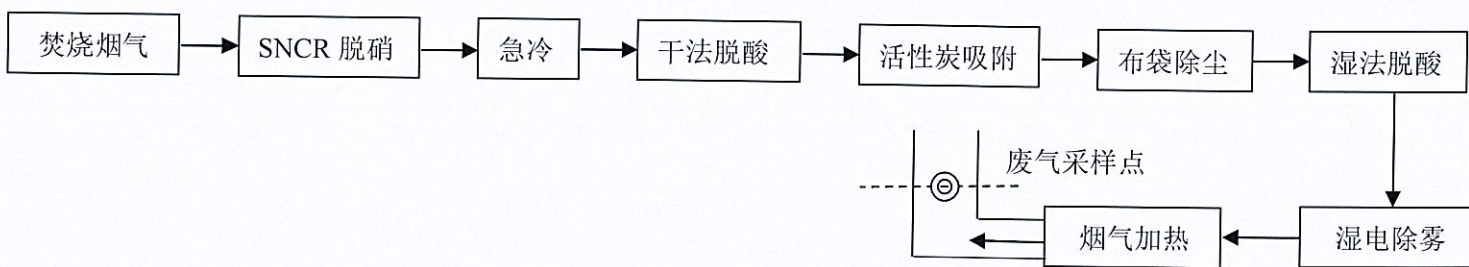 焚烧烟气
SNCR 脱硝
急冷
干法脱酸
活性炭吸附
布袋除尘
湿法脱酸
废气采样点
烟气加热
湿电除雾